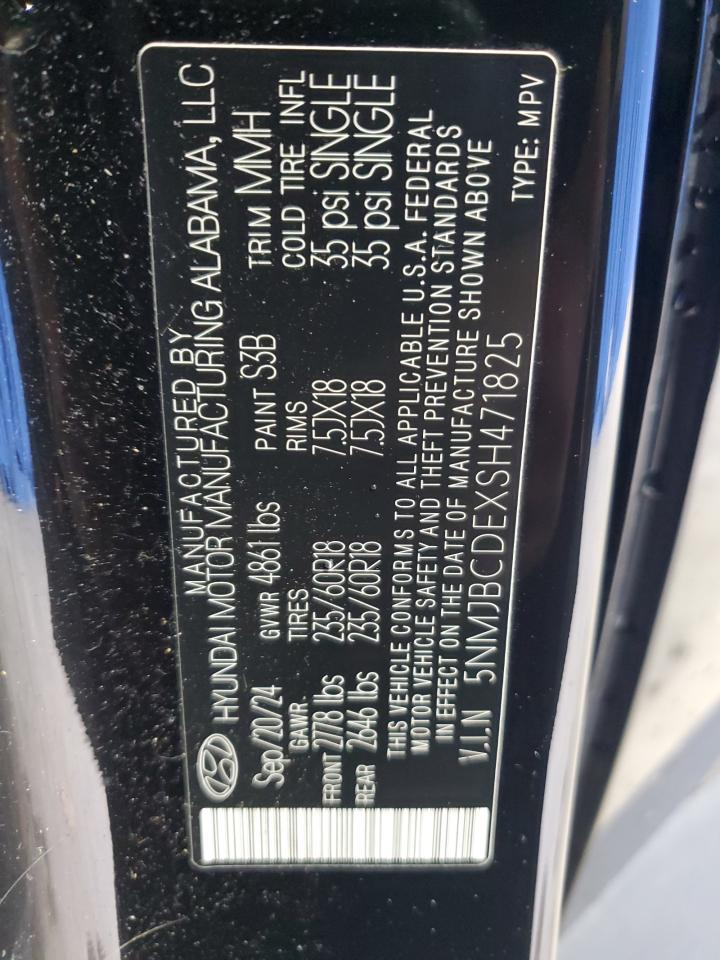 MANUFACTURED BY
HYUNDAI MOTOR MANUFACTURING ALABAMA, LLC
Sep/20/24 GVWR 4861 lbs PAINT S3B TRIM MMH
GAWR TIRES RIMS COLD TIRE INFL
FRONT 2778 lbs 235/60R18 7.5JX18 35 psi SINGLE
REAR 2646 lbs 235/60R18 7.5JX18 35 psi SINGLE
THIS VEHICLE CONFORMS TO ALL APPLICABLE U.S.A. FEDERAL
MOTOR VEHICLE SAFETY AND THEFT PREVENTION STANDARDS
IN EFFECT ON THE DATE OF MANUFACTURE SHOWN ABOVE
V.I.N 5NMJBCDEXSH471825
TYPE: MPV